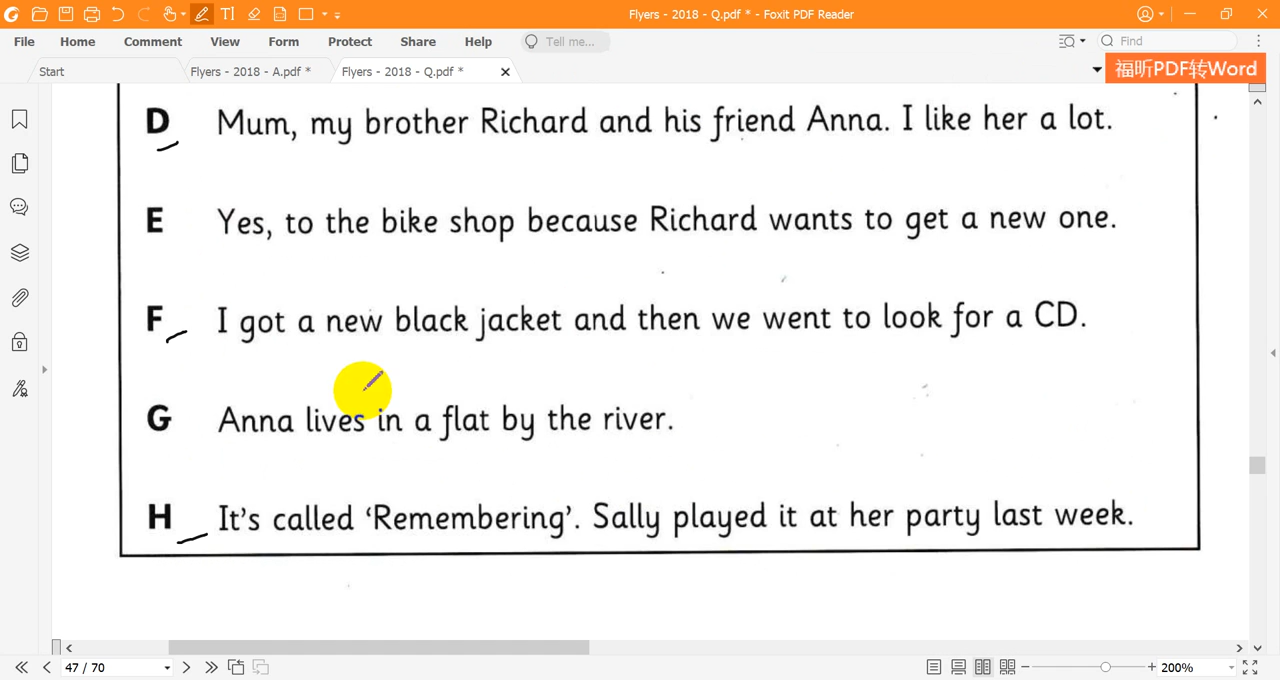 Flyers - 2018 - Q.pdf * - Foxit PDF Reader
File Home Comment View Form Protect Share Help Tell me... Find
Start Flyers - 2018 - A.pdf * Flyers - 2018 - Q.pdf * 福昕PDF转Word
D Mum, my brother Richard and his friend Anna. I like her a lot.
E Yes, to the bike shop because Richard wants to get a new one.
F I got a new black jacket and then we went to look for a CD.
G Anna lives in a flat by the river.
H It's called ‘Remembering’. Sally played it at her party last week.
47 / 70 200%